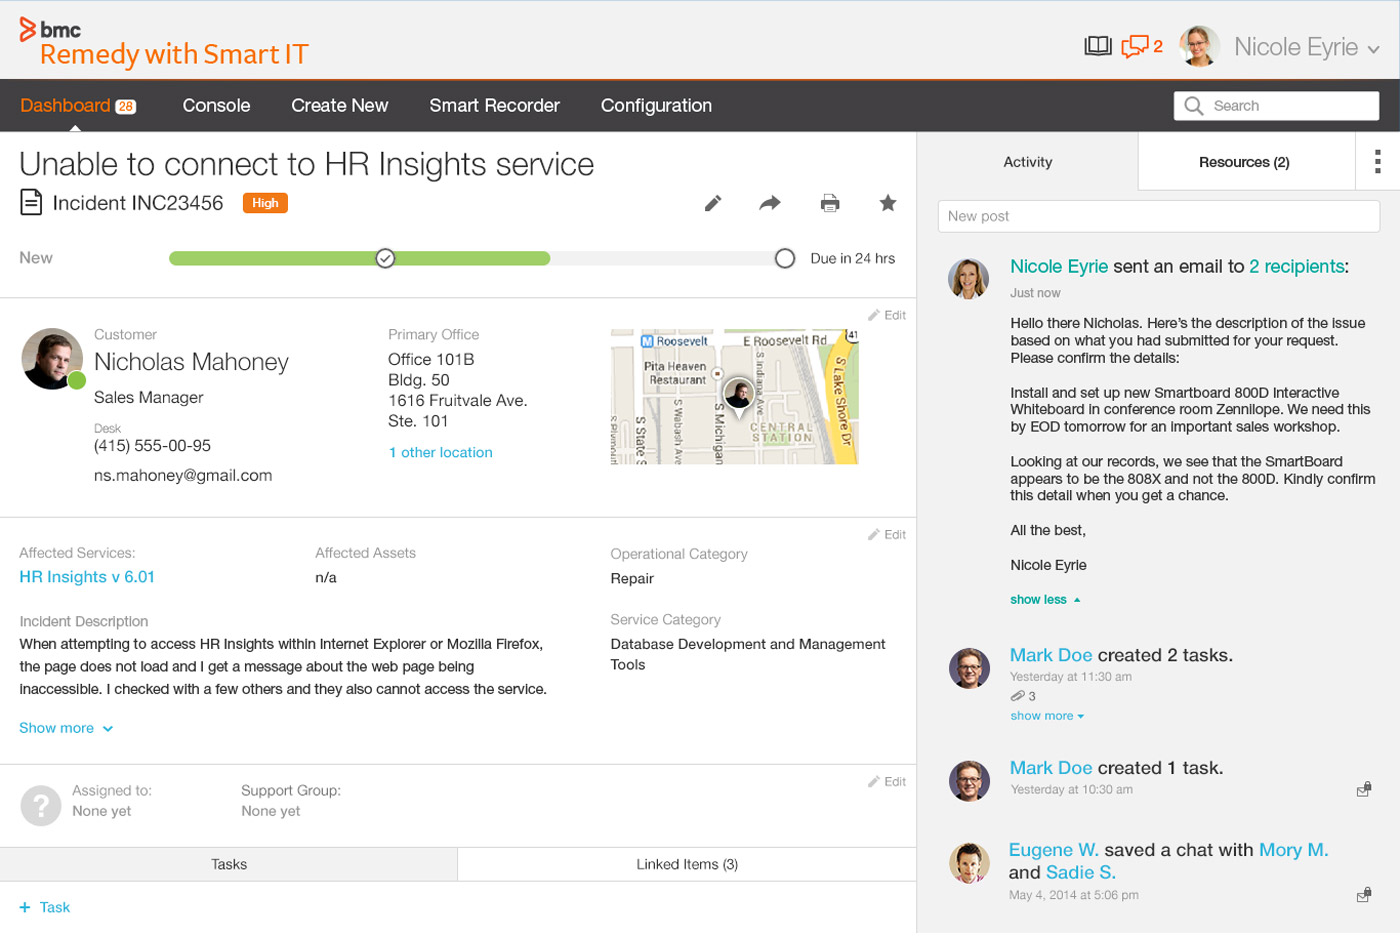 bmc
Remedy with Smart IT
2
Nicole Eyrie
Dashboard 28
Console
Create New
Smart Recorder
Configuration
Search
Unable to connect to HR Insights service
Incident INC23456
High
New
Due in 24 hrs
Edit
Customer
Nicholas Mahoney
Sales Manager
Desk
(415) 555-00-95
ns.mahoney@gmail.com
Primary Office
Office 101B
Bldg. 50
1616 Fruitvale Ave.
Ste. 101
1 other location
M Roosevelt
E Roosevelt Rd
41
Pita Heaven
Restaurant
S State S
S Wabash Ave
S Michigan
S Indiana Ave
S Lake Shore Dr
CENTRAL
STATION
Edit
Affected Services:
HR Insights v 6.01
Affected Assets
n/a
Operational Category
Repair
Service Category
Database Development and Management
Tools
Incident Description
When attempting to access HR Insights within Internet Explorer or Mozilla Firefox,
the page does not load and I get a message about the web page being
inaccessible. I checked with a few others and they also cannot access the service.
Show more
Edit
?
Assigned to:
None yet
Support Group:
None yet
Tasks
Linked Items (3)
+ Task
Activity
Resources (2)
New post
Nicole Eyrie sent an email to 2 recipients:
Just now
Hello there Nicholas. Here's the description of the issue
based on what you had submitted for your request.
Please confirm the details:
Install and set up new Smartboard 800D Interactive
Whiteboard in conference room Zennilope. We need this
by EOD tomorrow for an important sales workshop.
Looking at our records, we see that the SmartBoard
appears to be the 808X and not the 800D. Kindly confirm
this detail when you get a chance.
All the best,
Nicole Eyrie
show less
Mark Doe created 2 tasks.
Yesterday at 11:30 am
3
show more
Mark Doe created 1 task.
Yesterday at 10:30 am
Eugene W. saved a chat with Mory M.
and Sadie S.
May 4, 2014 at 5:06 pm